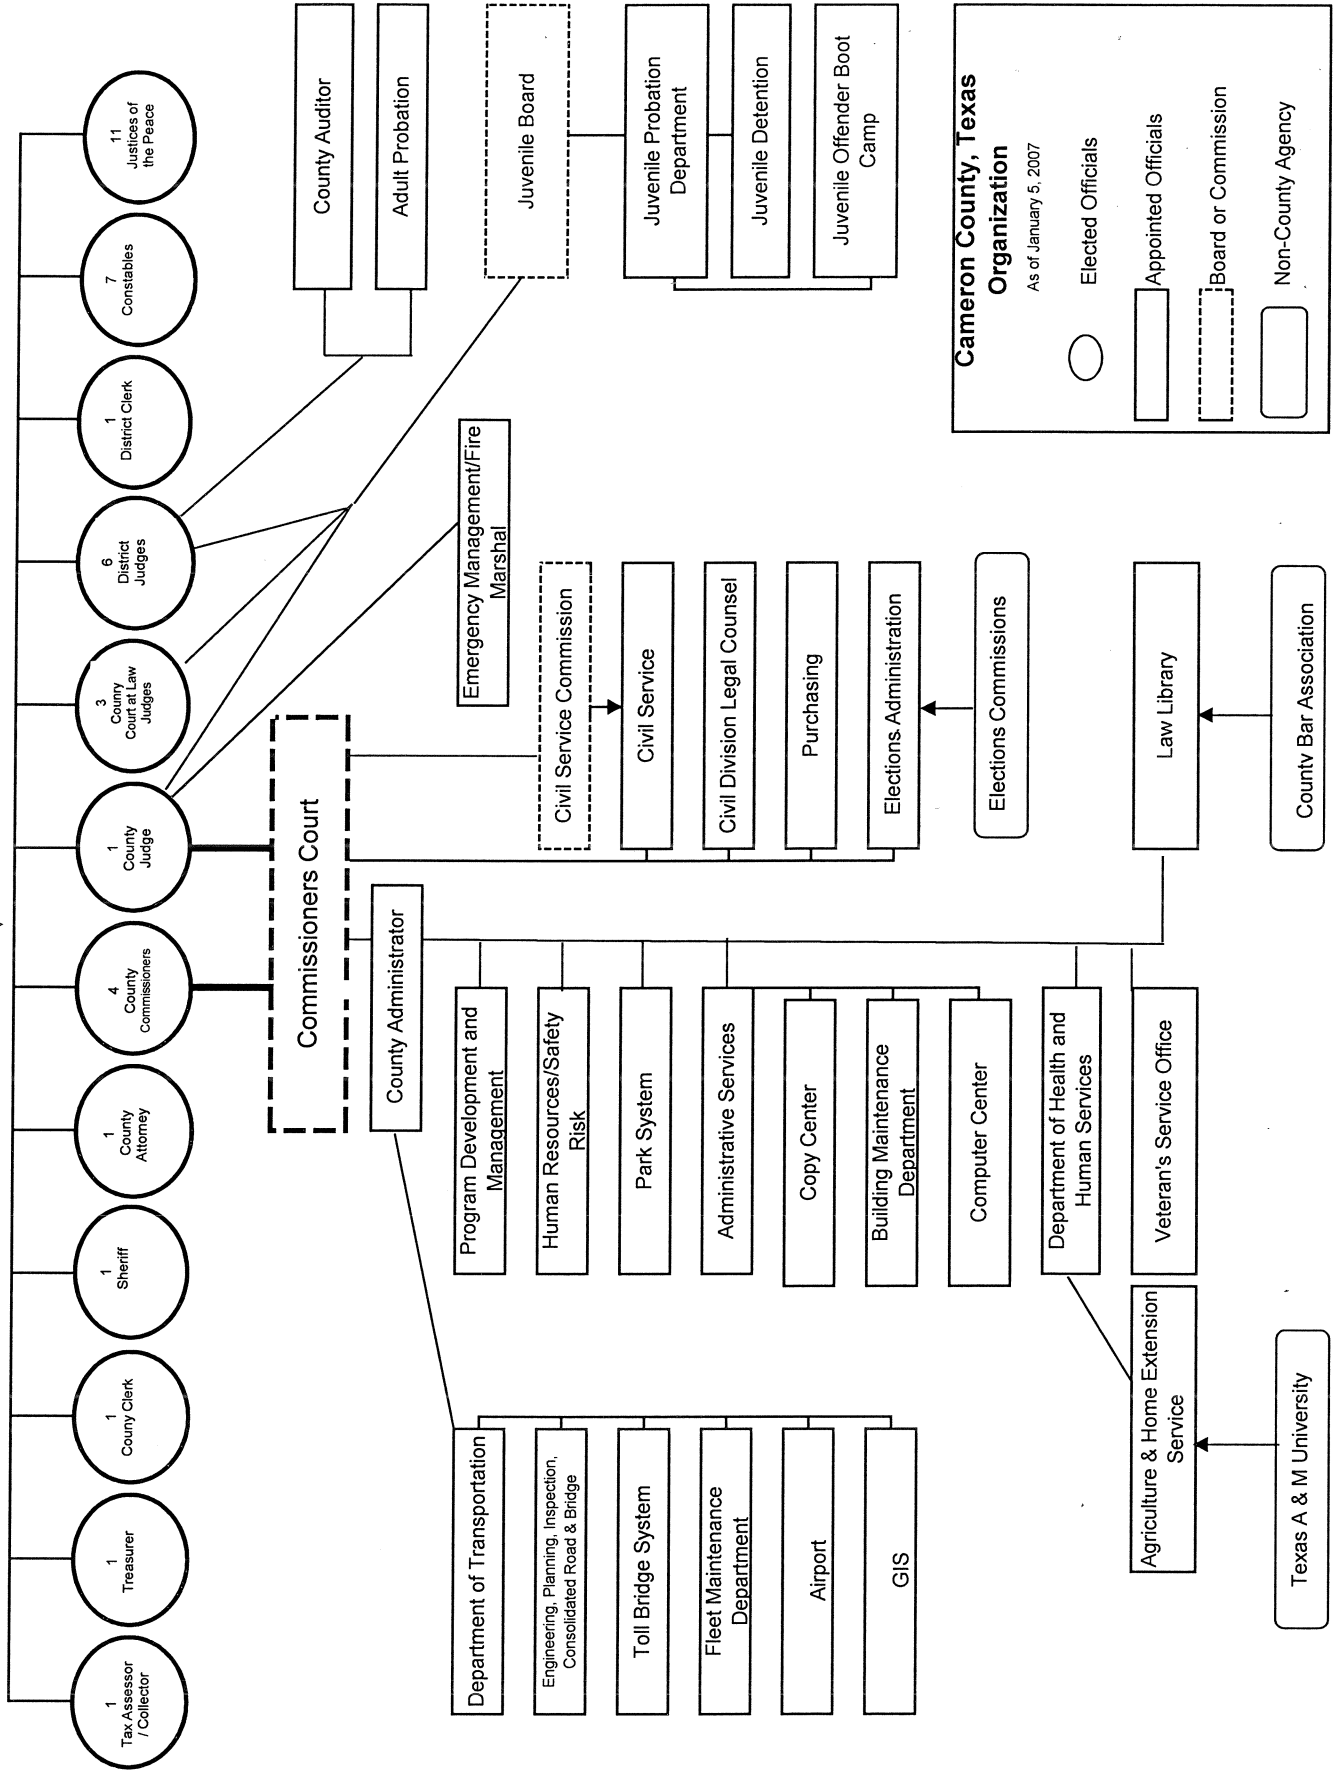 1
Tax Assessor
/ Collector
1
Treasurer
1
Couny Clerk
1
Sheriff
1
County
Attorney
4
County
Commissioners
1
County
Judge
3
Counry
Court at Law
Judges
6
District
Judges
1
District Clerk
7
Constables
11
Justices of
the Peace
Commissioners Court
County Administrator
County Auditor
Adult Probation
Juvenile Board
Juvenile Probation
Department
Juvenile Detention
Juvenile Offender Boot
Camp
Emergency Management/Fire
Marshal
Civil Service Commission
Civil Service
Civil Division Legal Counsel
Purchasing
Elections Administration
Elections Commissions
Law Library
County Bar Association
Program Development and
Management
Human Resources/Safety
Risk
Park System
Administrative Services
Copy Center
Building Maintenance
Department
Computer Center
Department of Health and
Human Services
Veteran's Service Office
Department of Transportation
Engineering, Planning, Inspection,
Consolidated Road & Bridge
Toll Bridge System
Fleet Maintenance
Department
Airport
GIS
Agriculture & Home Extension
Service
Texas A & M University
Cameron County, Texas
Organization
As of January 5, 2007
Elected Officials
Appointed Officials
Board or Commission
Non-County Agency